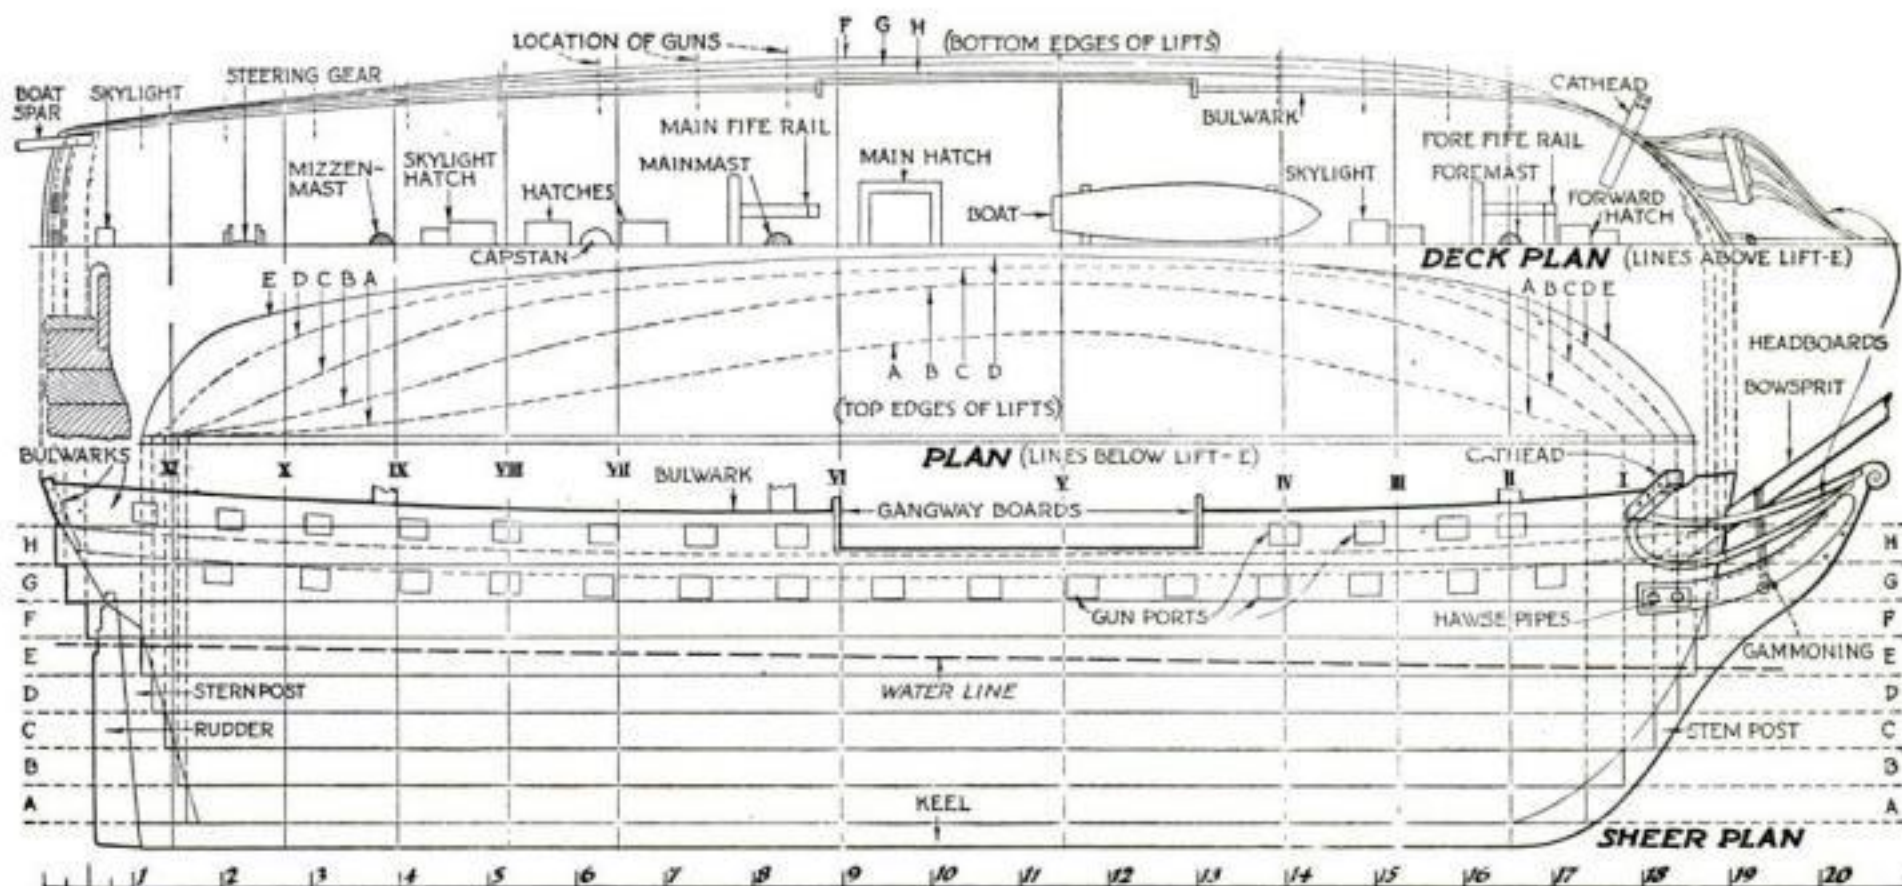 F G H
LOCATION OF GUNS
(BOTTOM EDGES OF LIFTS)
STEERING GEAR
BOAT
SPAR
SKYLIGHT
CATHEAD
BULWARK
MAIN FIFE RAIL
MIZZEN-
MAST
SKYLIGHT
HATCH
MAINMAST
MAIN HATCH
FORE FIFE RAIL
SKYLIGHT
FOREMAST
HATCHES
BOAT
FORWARD
HATCH
CAPSTAN
DECK PLAN (LINES ABOVE LIFT-E)
E D C B A
A B C D E
HEADBOARDS
A B C D
BOWSPRIT
(TOP EDGES OF LIFTS)
BULWARKS
PLAN (LINES BELOW LIFT-E)
CATHEAD
XI X IX VIII VII VI V IV III II I
BULWARK
GANGWAY BOARDS
H H
G G
GUN PORTS
HAWSE PIPES
F F
GAMMONING
E E
WATER LINE
D STERNPOST D
C RUDDER STEM POST C
B B
A KEEL A
SHEER PLAN
1 2 3 4 5 6 7 8 9 10 11 12 13 14 15 16 17 18 19 20